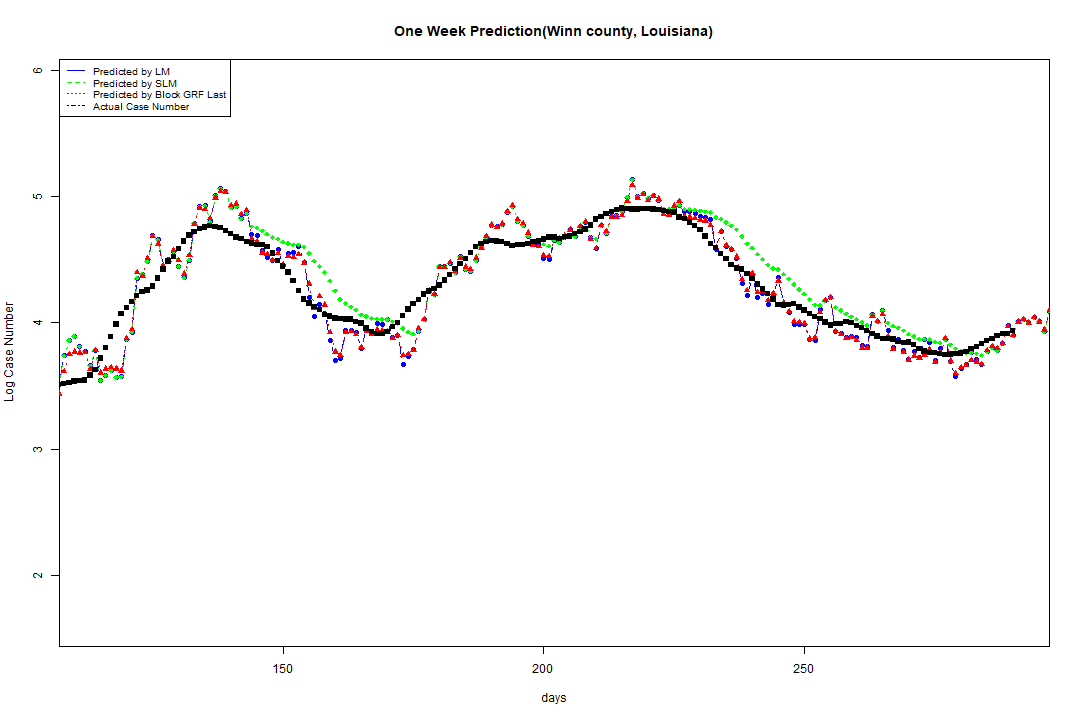 One Week Prediction(Winn county, Louisiana)
Predicted by LM
Predicted by SLM
Predicted by Block GRF Last
Actual Case Number
6
5
4
3
2
Log Case Number
150
200
250
days